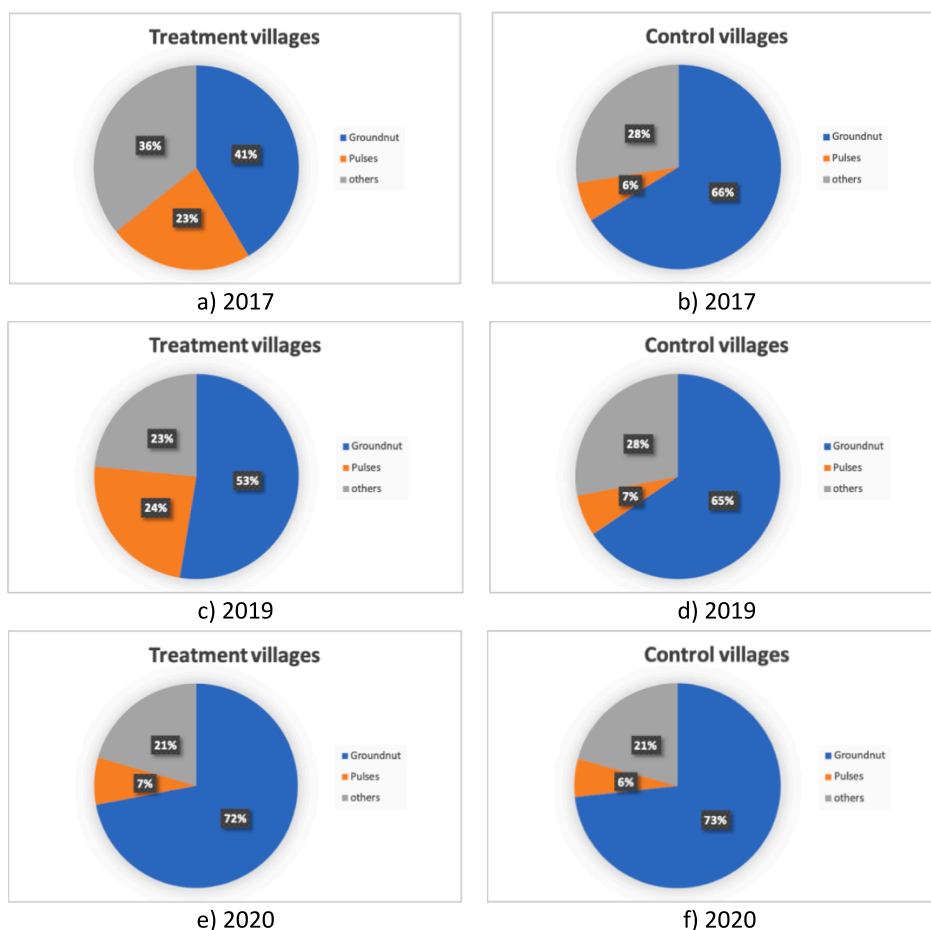 Treatment villages
36%
41%
23%
Groundnut
Pulses
others
a) 2017
Control villages
28%
6%
66%
Groundnut
Pulses
others
b) 2017
Treatment villages
23%
53%
24%
Groundnut
Pulses
others
c) 2019
Control villages
28%
7%
65%
Groundnut
Pulses
others
d) 2019
Treatment villages
21%
7%
72%
Groundnut
Pulses
others
e) 2020
Control villages
21%
6%
73%
Groundnut
Pulses
others
f) 2020